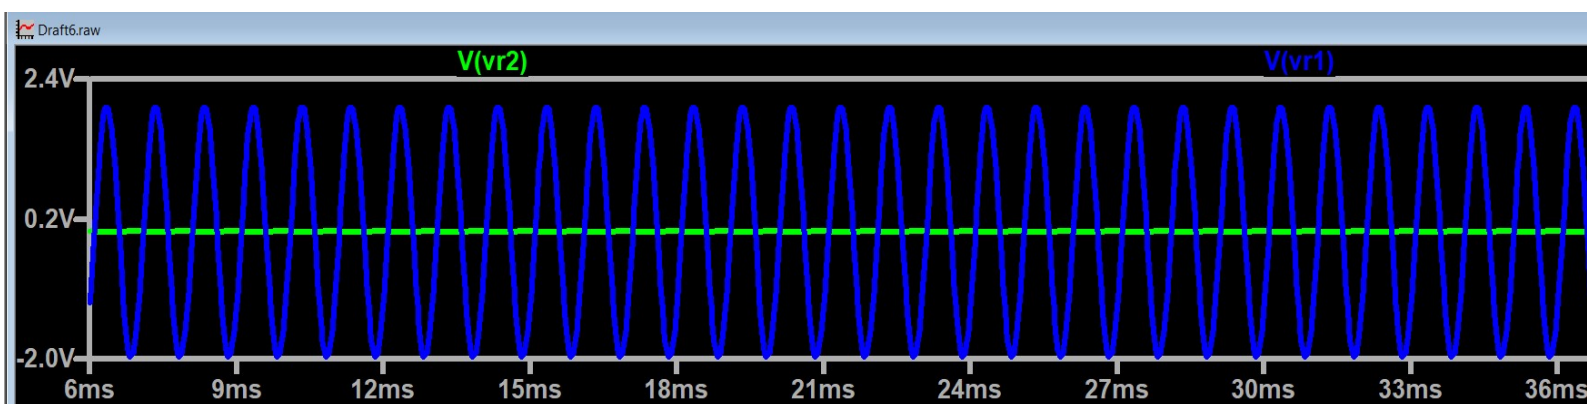 Draft6.raw
V(vr2) V(vr1)
2.4V
0.2V
-2.0V
6ms 9ms 12ms 15ms 18ms 21ms 24ms 27ms 30ms 33ms 36ms